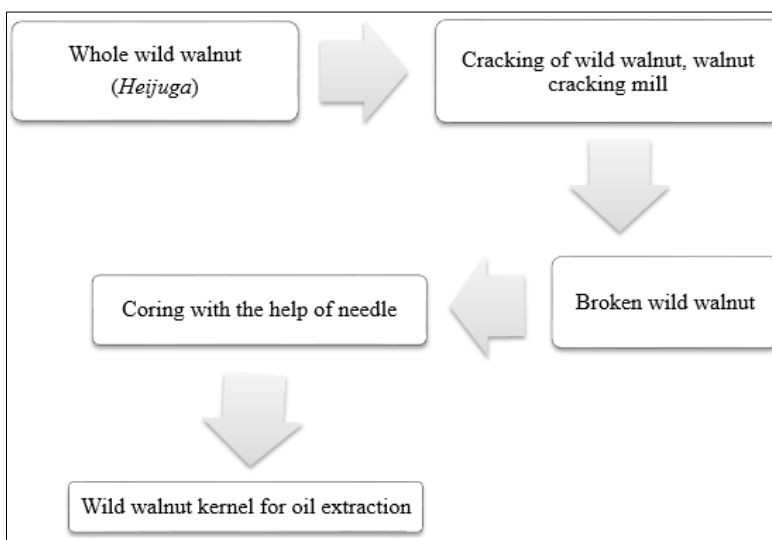 Whole wild walnut
(Heijuga)
Cracking of wild walnut, walnut
cracking mill
Broken wild walnut
Coring with the help of needle
Wild walnut kernel for oil extraction